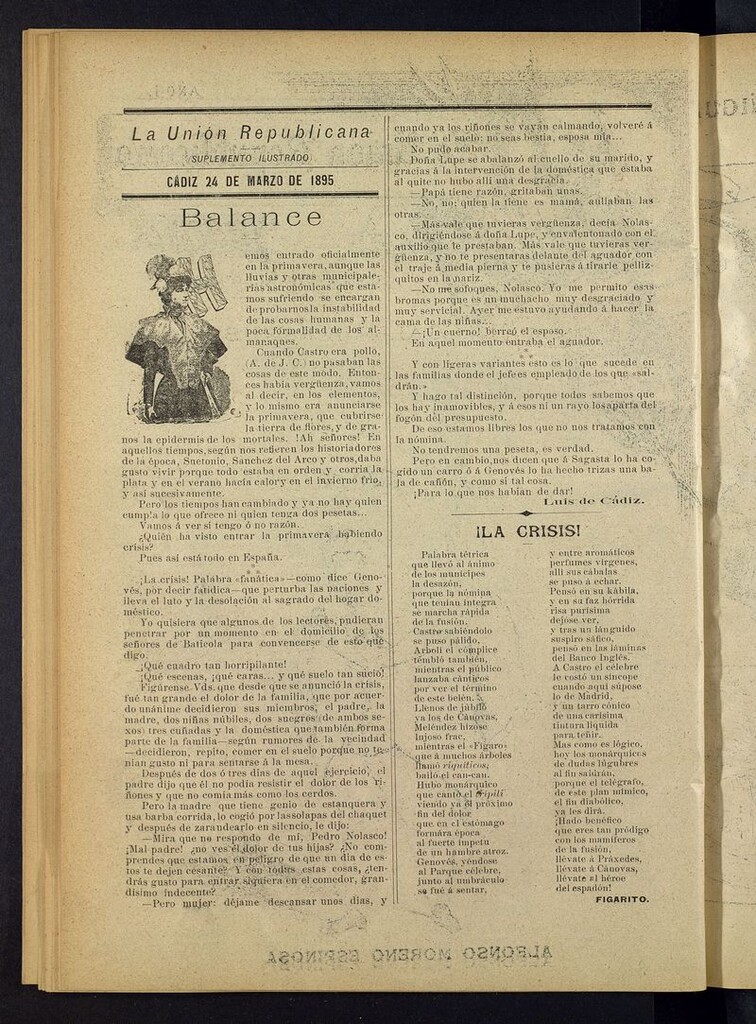 La Unión Republicana
(SUPLEMENTO ILUSTRADO)
CÁDIZ 24 DE MARZO DE 1895
Balance
emos entrado oficialmente
en la primavera, aunque las
lluvias y otras municipale-
rías astronómicas que esta-
mos sufriendo se encargan
de probarnos la instabilidad
de las cosas humanas y la
poca formalidad de los al-
manaques.
Cuando Castro era pollo,
(A. de J. C.) no pasaban las
cosas de este modo. Enton-
ces había vergüenza, vamos
al decir, en los elementos,
y lo mismo era anunciarse
la primavera, que cubrirse
la tierra de flores, y de gra-
nos la epidermis de los mortales. !Ah señores! En
aquellos tiempos, según nos refieren los historiadores
de la época, Suetonio, Sánchez del Arco y otros, daba
gusto vivir porque todo estaba en orden y corría la
plata y en el verano hacía calor y en el invierno frío,
y así sucesivamente.
Pero los tiempos han cambiado y ya no hay quien
cumpla lo que ofrece ni quien tenga dos pesetas...
Vamos á ver si tengo ó no razón.
¿Quién ha visto entrar la primavera habiendo
crisis?
Pues así está todo en España.
¡La crisis! Palabra «fanática»—como dice Geno-
vés, por decir fatídica—que perturba las naciones y
lleva el luto y la desolación al sagrado del hogar do-
méstico.
Yo quisiera que algunos de los lectores, pudieran
penetrar por un momento en el domicilio de los
señores de Baticola para convencerse de esto que
digo.
¡Qué cuadro tan horripilante!
¡Qué escenas, ¡qué caras... y qué suelo tan sucio!
Figúrense Vds. que desde que se anunció la crisis,
fué tan grande el dolor de la familia, que por acuer-
do unánime decidieron sus miembros, el padre, la
madre, dos niñas núbiles, dos suegros de ambos se-
xos; tres cuñadas y la doméstica que también forma
parte de la familia—según rumores de la vecindad
—decidieron, repito, comer en el suelo porque no te-
nían gusto ni para sentarse á la mesa.
Después de dos ó tres días de aquel ejercicio, el
padre dijo que él no podía resistir el dolor de los ri-
ñones y que no comía más como los cerdos.
Pero la madre que tiene genio de estanquera y
usa barba corrida, lo cogió por las solapas del chaquet
y después de zarandearlo en silencio, le dijo:
—Mira que no respondo de mí, Pedro Nolasco!
¡Mal padre! ¿no ves el dolor de tus hijas? ¿No com-
prendes que estamos en peligro de que un día de es-
tos te dejen cesante? Y con todas estas cosas, ¿ten-
drás gusto para entrar siquiera en el comedor, gran-
dísimo indecente?
—Pero mujer: déjame descansar unos días, y
cuando ya los riñones se vayan calmando, volveré á
comer en el suelo: no seas bestia, esposa mía...
No pudo acabar.
Doña Lupe se abalanzó al cuello de su marido, y
gracias á la intervención de la doméstica que estaba
al quite no hubo allí una desgracia.
—Papá tiene razón, gritaban unas.
—No, no; quien la tiene es mamá, aullaban las
otras.
—Más vale que tuvieras vergüenza, decía Nolas-
co, dirigiéndose á doña Lupe, y envalentonado con el
auxilio que le prestaban. Más vale que tuvieras ver-
güenza, y no te presentaras delante del aguador con
el traje á media pierna y te pusieras á tirarle pelliz-
quitos en la nariz.
—No me sofoques, Nolasco. Yo me permito esas
bromas porque es un muchacho muy desgraciado y
muy servicial. Ayer me estuvo ayudando á hacer la
cama de las niñas...
—¡Un cuerno! berreó el esposo.
En aquel momento entraba el aguador.
Y con ligeras variantes esto es lo que sucede en
las familias donde el jefe es empleado de los que «sal-
drán.»
Y hago tal distinción, porque todos sabemos que
los hay inamovibles, y á esos ni un rayo los aparta del
fogón del presupuesto.
De eso estamos libres los que no nos tratamos con
la nómina.
No tendremos una peseta, es verdad.
Pero en cambio, nos dicen que á Sagasta lo ha co-
gido un carro ó á Genovés lo ha hecho trizas una ba-
la de cañón, y como si tal cosa.
¡Para lo que nos habían de dar!
Luis de Cádiz.
¡LA CRISIS!
Palabra tétrica
que llevó al ánimo
de los munícipes
la desazón,
porque la nómina
que tenían íntegra
se marcha rápida
de la fusión.
Castro sabiéndolo
se puso pálido,
Arbolí el cómplice
tembló también,
mientras el público
lanzaba cánticos
por ver el término
de este belén.
Llenos de júbilo
ya los de Cánovas,
Meléndez hízose
lujoso frac,
mientras el «Fígaro»
que á muchos árboles
llamó riquíticos,
bailó el can-can.
Hubo monárquico
que cantó el tripili
viendo ya el próximo
fin del dolor
que en el estómago
formára época
al fuerte ímpetu
de un hambre atroz.
Genovés, yéndose
al Parque célebre,
junto al umbráculo
se fué á sentar,
y entre aromáticos
perfumes vírgenes,
allí sus cábalas
se puso á echar.
Pensó en su kábila,
y en su faz hórrida
risa purísima
dejose ver,
y tras un lánguido
suspiro sáfico,
pensó en las láminas
del Banco Inglés.
A Castro el célebre
le costó un síncope
cuando aquí súpose
lo de Madrid,
y un tarro cónico
de una carísima
tintura líquida
para teñir.
Mas como es lógico,
hoy los monárquicos
de dudas lúgubres
al fin saldrán,
porque el telégrafo,
de este plan mímico,
el fin diabólico,
ya les dirá.
¡Hado benéfico
que eres tan pródigo
con los mamíferos
de la fusión,
llévate á Práxedes,
llévate á Cánovas,
llévate al héroe
del espadón!
FIGARITO.
ALFONSO MORENO ESPINOSA